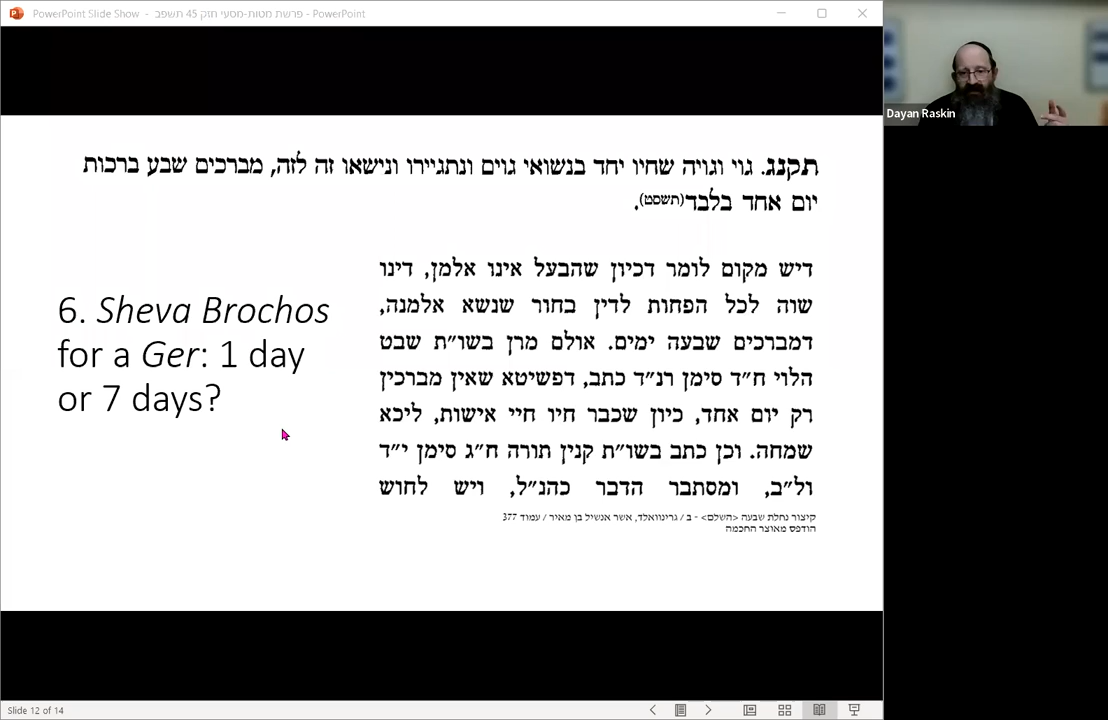 PowerPoint Slide Show - פרשת מטות-מסעי חזק 45 תשפב - PowerPoint
Dayan Raskin
תקנג. גוי וגויה שחיו יחד בנשואי גוים ונתגיירו ונישאו זה לזה, מברכים שבע ברכות
יום אחד בלבד(תשסט).
6. Sheva Brochos
for a Ger: 1 day
or 7 days?
דיש מקום לומר דכיון שהבעל אינו אלמן, דינו
שוה לכל הפחות לדין בחור שנשא אלמנה,
דמברכים שבעה ימים. אולם מרן בשו״ת שבט
הלוי ח״ד סימן רנ״ד כתב, דפשיטא שאין מברכין
רק יום אחד, כיון שכבר חיו חיי אישות, ליכא
שמחה. וכן כתב בשו״ת קנין תורה ח״ג סימן י״ד
ול״ב, ומסתבר הדבר כהנ״ל, ויש לחוש
קיצור נחלת שבעה <השלם> - ב / גרינוואלד, אשר אנשיל בן מאיר / עמוד 377
הודפס מאוצר החכמה
Slide 12 of 14